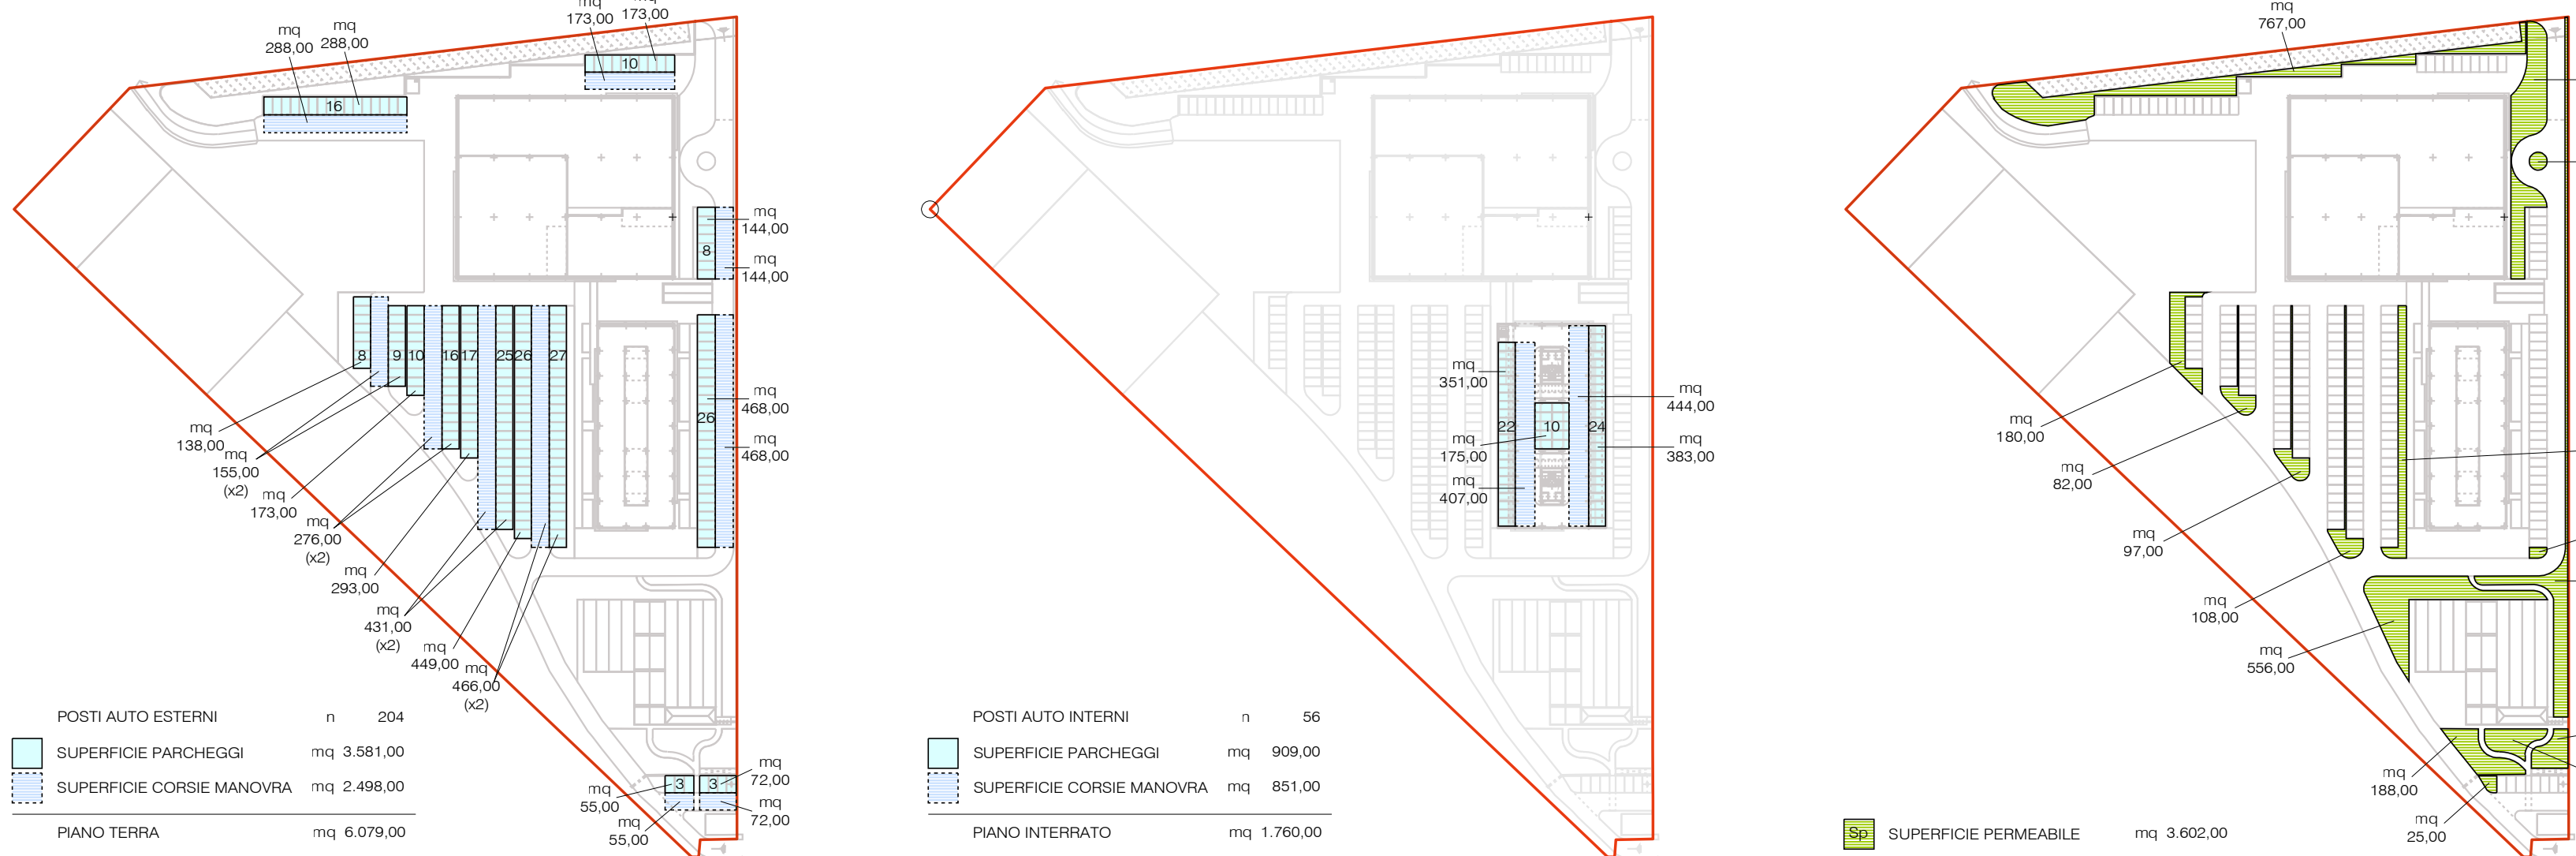 mq
173,00
mq
173,00
mq
288,00
mq
288,00
10
16
mq
144,00
8
mq
144,00
8
9
10
16
17
25
26
27
26
mq
468,00
mq
468,00
mq
138,00
mq
155,00
(x2)
mq
173,00
mq
276,00
(x2)
mq
293,00
mq
431,00
(x2)
mq
449,00
mq
466,00
(x2)
3
3
mq
72,00
mq
55,00
mq
55,00
mq
72,00
POSTI AUTO ESTERNI n 204
SUPERFICIE PARCHEGGI mq 3.581,00
SUPERFICIE CORSIE MANOVRA mq 2.498,00
PIANO TERRA mq 6.079,00
mq
351,00
mq
444,00
22
10
24
mq
175,00
mq
383,00
mq
407,00
POSTI AUTO INTERNI n 56
SUPERFICIE PARCHEGGI mq 909,00
SUPERFICIE CORSIE MANOVRA mq 851,00
PIANO INTERRATO mq 1.760,00
mq
767,00
mq
180,00
mq
82,00
mq
97,00
mq
108,00
mq
556,00
mq
188,00
mq
25,00
Sp SUPERFICIE PERMEABILE mq 3.602,00